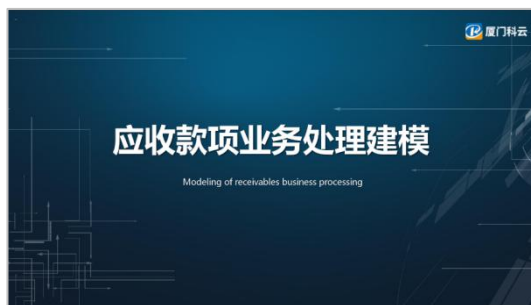 厦门科云
应收款项业务处理建模
Modeling of receivables business processing